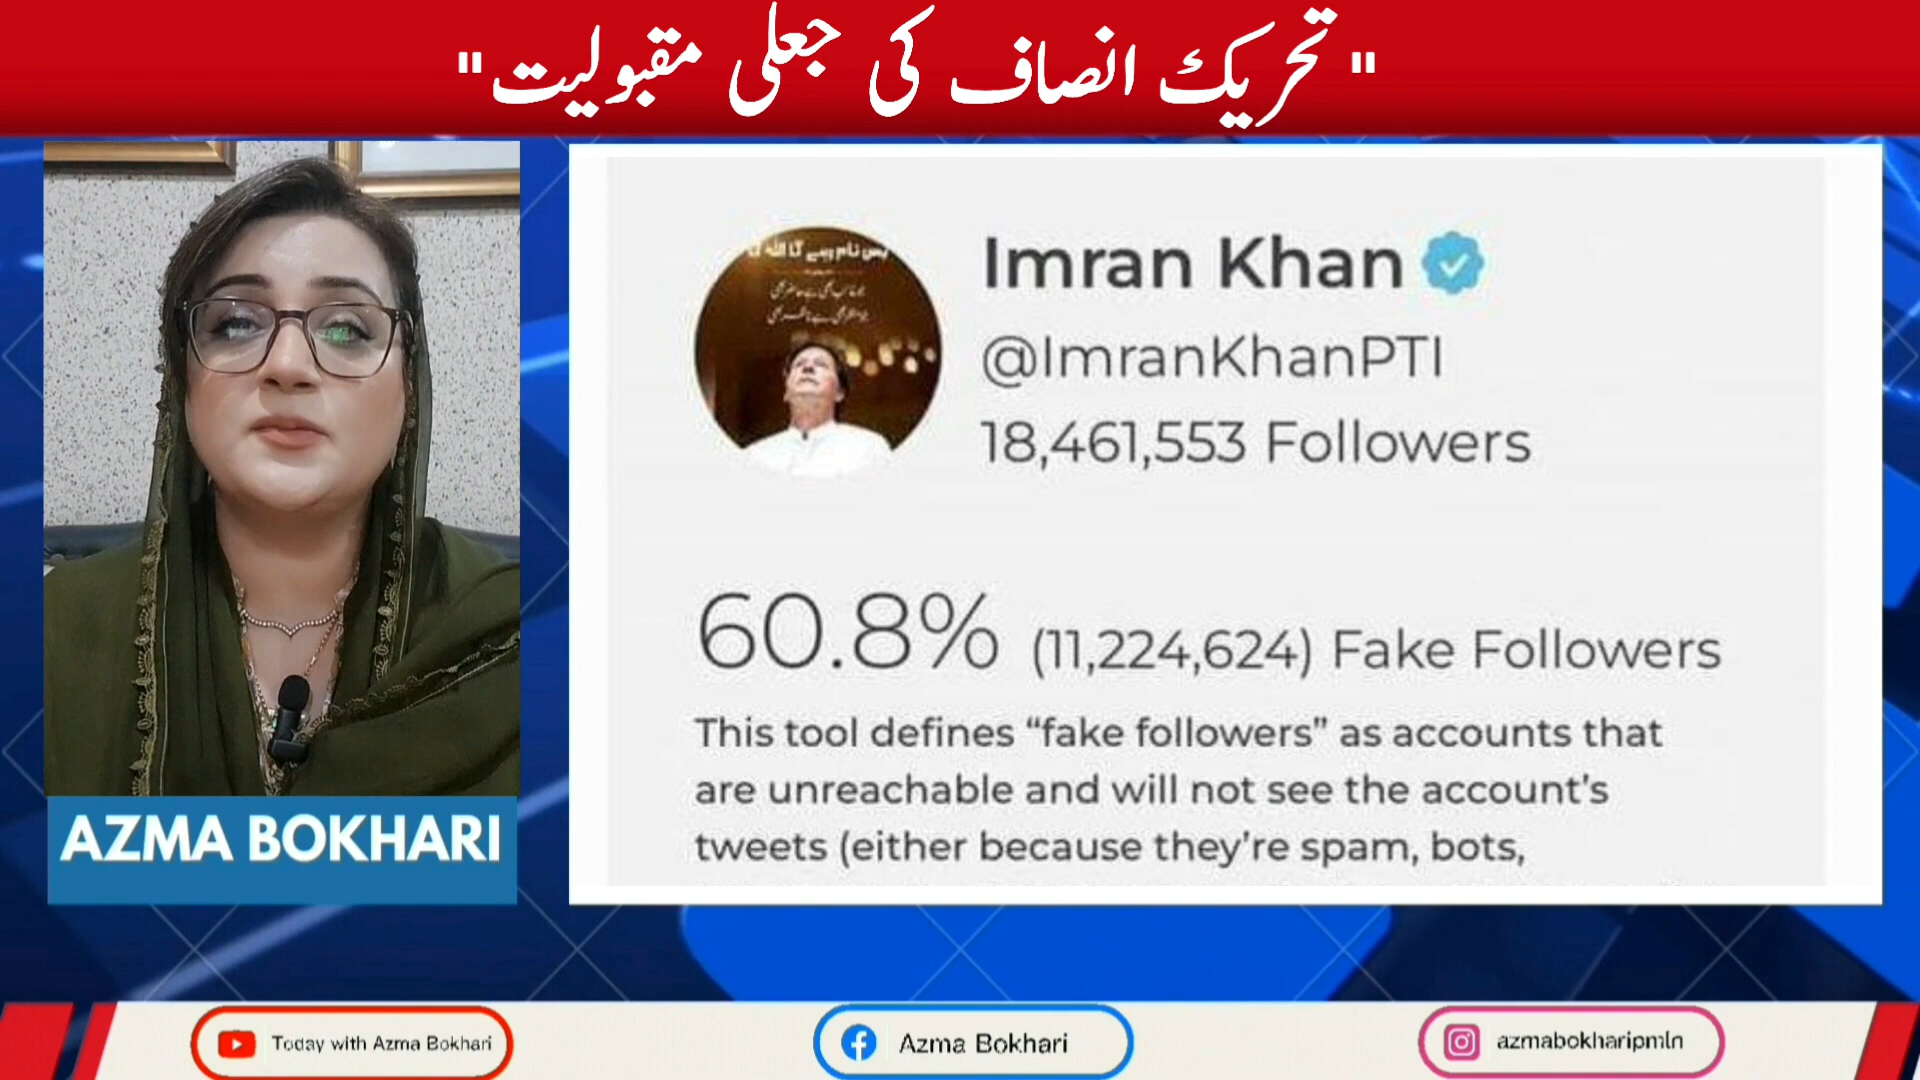 "تحریک انصاف کی جعلی مقبولیت"
Imran Khan
@ImranKhanPTI
18,461,553 Followers
60.8% (11,224,624) Fake Followers
This tool defines “fake followers” as accounts that
are unreachable and will not see the account’s
tweets (either because they’re spam, bots,
AZMA BOKHARI
Today with Azma Bokhari
Azma Bokhari
azmabokharipmln